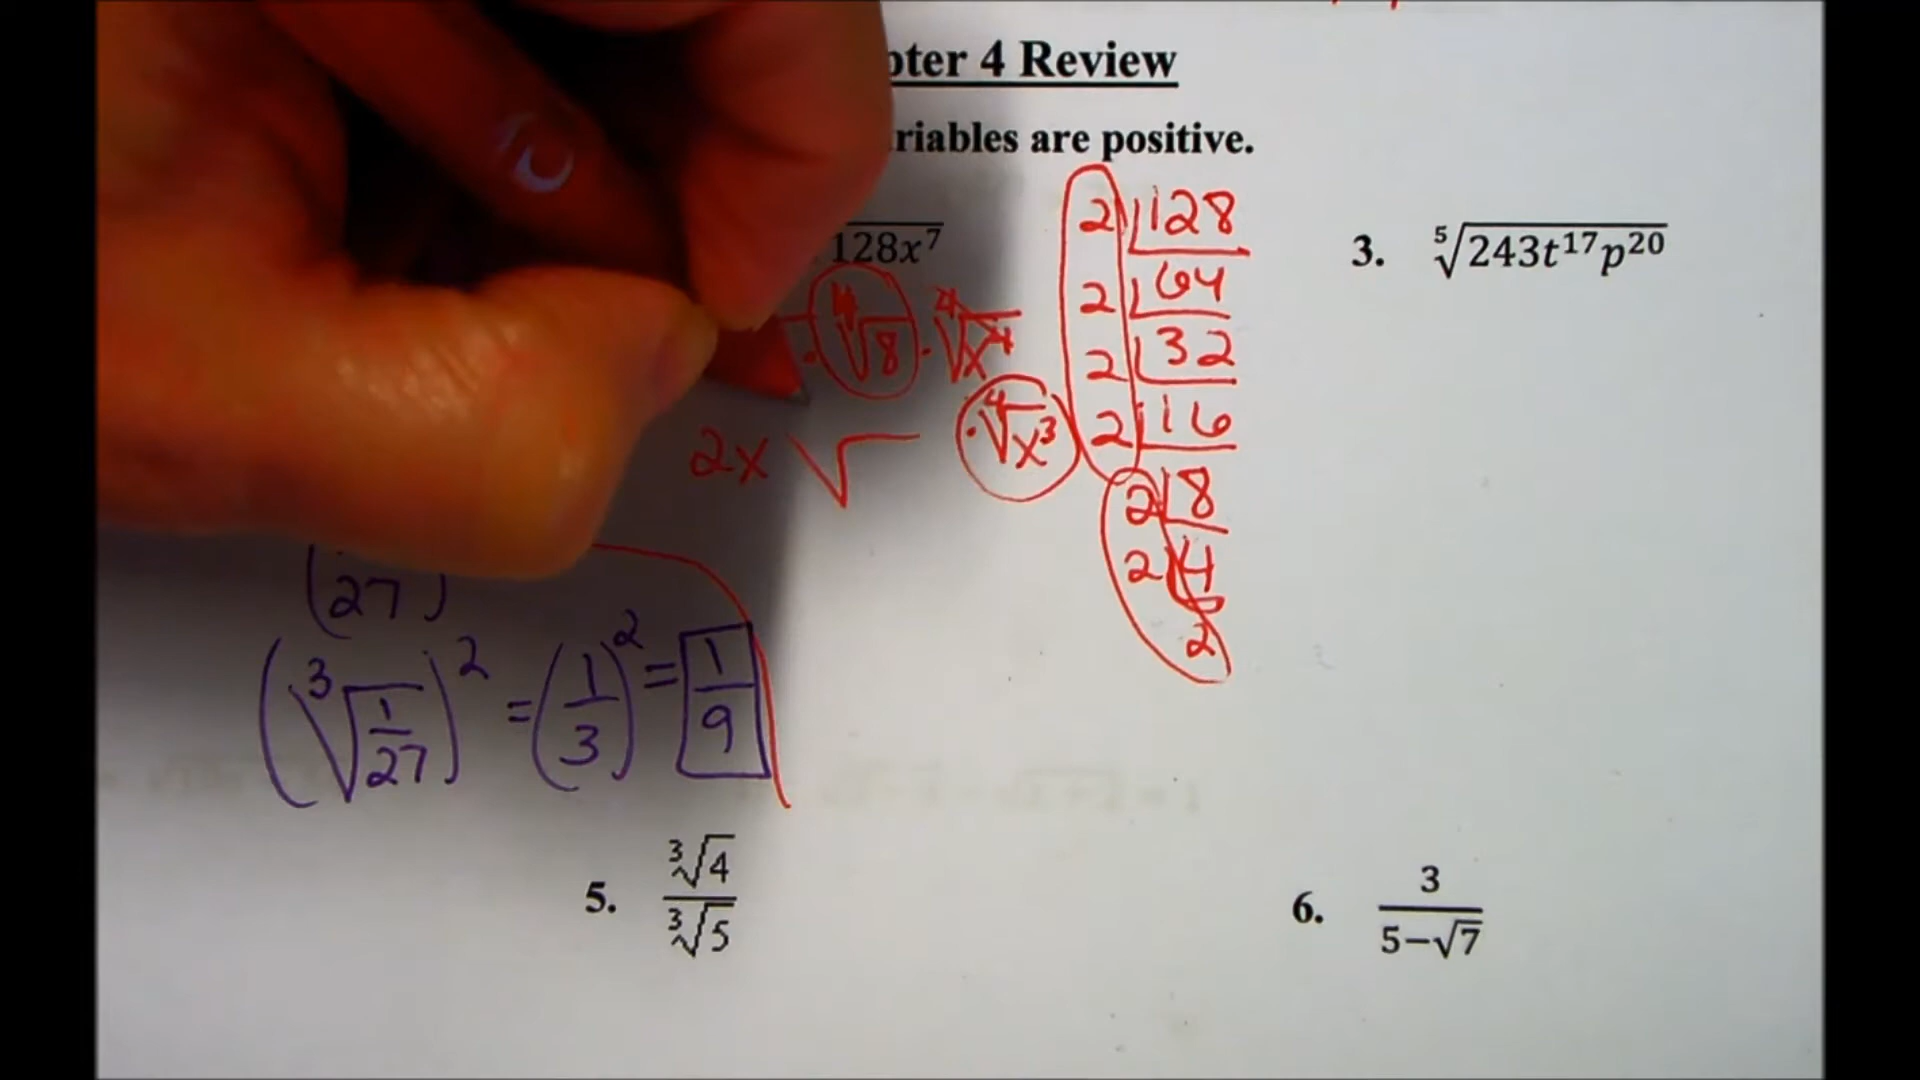 pter 4 Review
riables are positive.
128x⁷
2 128
2 64
2 32
2 16
2 8
2 4
2
· ⁴√8 · ⁴√x⁴
· ⁴√x³
2x √
3. ⁵√243t¹⁷p²⁰
27
(³√(1/27))² = (1/3)² = 1/9
5. ³√4/³√5
6. 3/(5−√7)